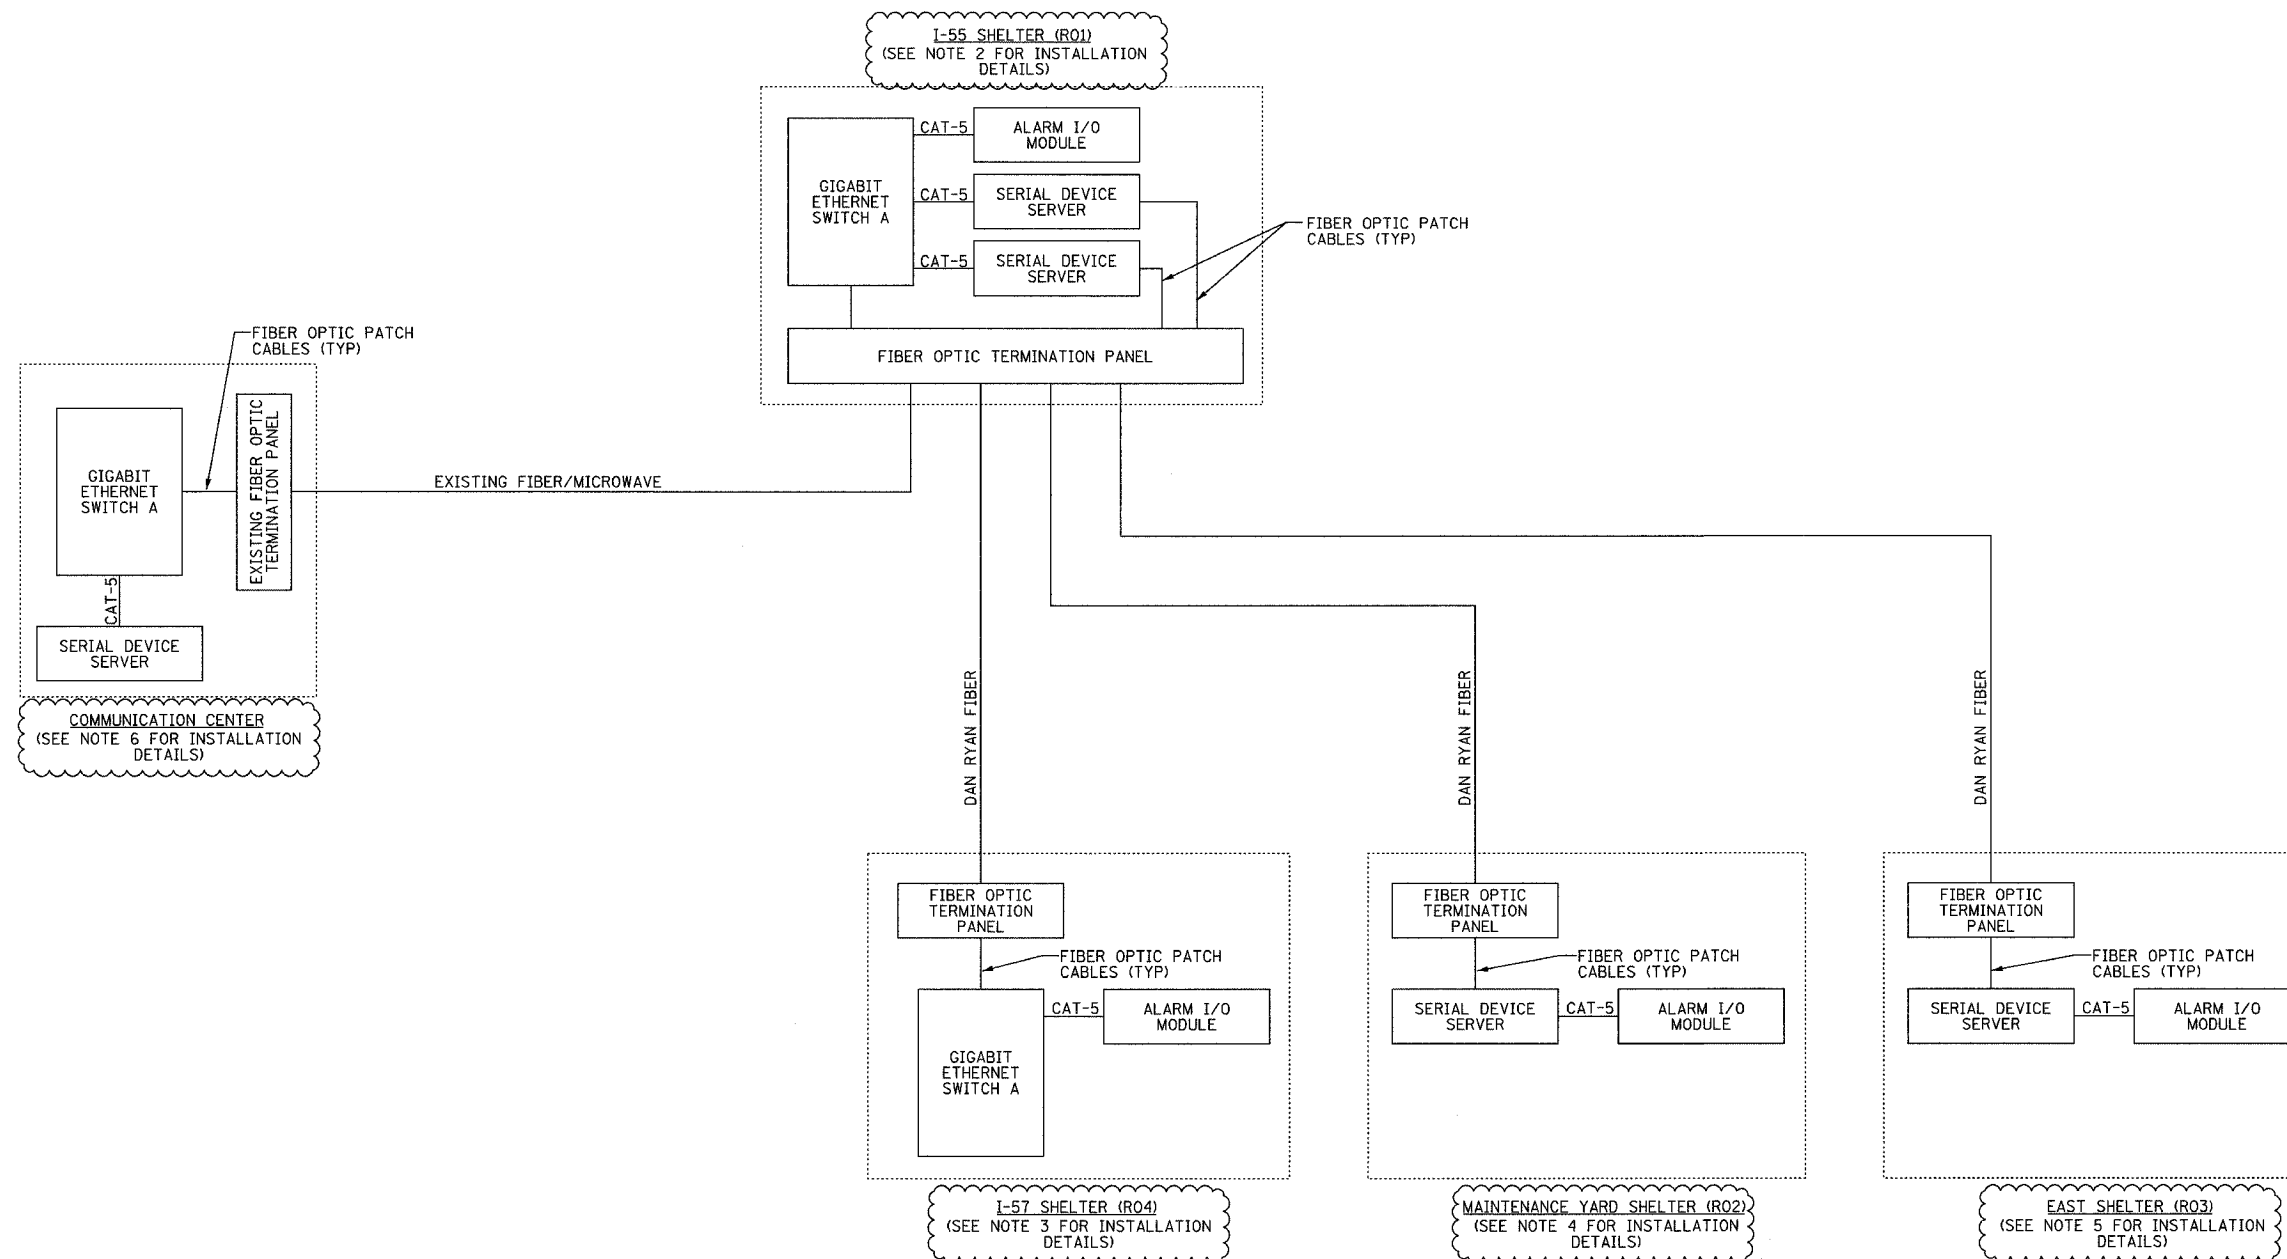 I-55 SHELTER (RO1)
(SEE NOTE 2 FOR INSTALLATION
DETAILS)
GIGABIT
ETHERNET
SWITCH A
CAT-5
ALARM I/O
MODULE
CAT-5
SERIAL DEVICE
SERVER
CAT-5
SERIAL DEVICE
SERVER
FIBER OPTIC PATCH
CABLES (TYP)
FIBER OPTIC TERMINATION PANEL
FIBER OPTIC PATCH
CABLES (TYP)
GIGABIT
ETHERNET
SWITCH A
EXISTING FIBER OPTIC
TERMINATION PANEL
EXISTING FIBER/MICROWAVE
CAT-5
SERIAL DEVICE
SERVER
COMMUNICATION CENTER
(SEE NOTE 6 FOR INSTALLATION
DETAILS)
DAN RYAN FIBER
DAN RYAN FIBER
DAN RYAN FIBER
FIBER OPTIC
TERMINATION
PANEL
FIBER OPTIC PATCH
CABLES (TYP)
CAT-5
ALARM I/O
MODULE
GIGABIT
ETHERNET
SWITCH A
I-57 SHELTER (RO4)
(SEE NOTE 3 FOR INSTALLATION
DETAILS)
FIBER OPTIC
TERMINATION
PANEL
FIBER OPTIC PATCH
CABLES (TYP)
SERIAL DEVICE
SERVER
CAT-5
ALARM I/O
MODULE
MAINTENANCE YARD SHELTER (RO2)
(SEE NOTE 4 FOR INSTALLATION
DETAILS)
FIBER OPTIC
TERMINATION
PANEL
FIBER OPTIC PATCH
CABLES (TYP)
SERIAL DEVICE
SERVER
CAT-5
ALARM I/O
MODULE
EAST SHELTER (RO3)
(SEE NOTE 5 FOR INSTALLATION
DETAILS)